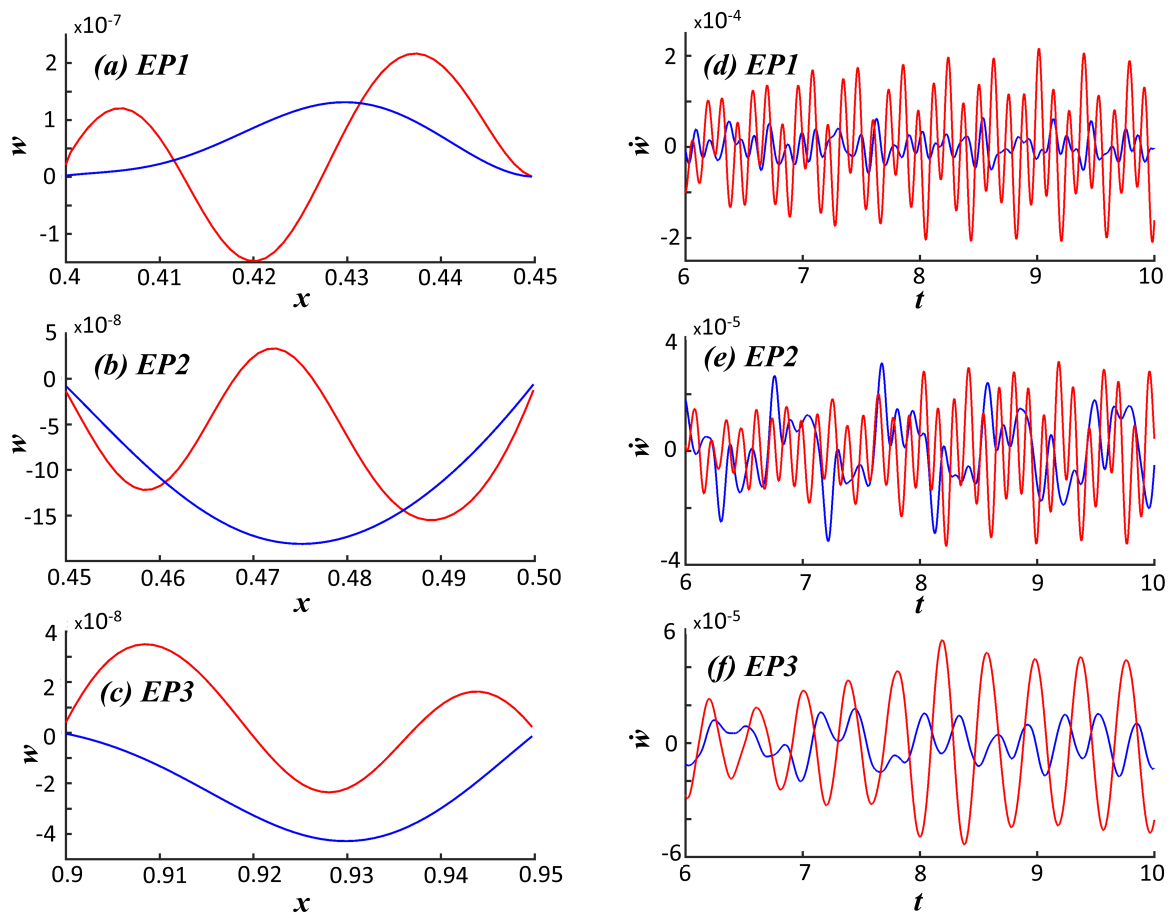 x10-7
(a) EP1
w
2
1
0
-1
0.4 0.41 0.42 0.43 0.44 0.45
x
x10-4
(d) EP1
ẇ
2
0
-2
6 7 8 9 10
t
x10-8
(b) EP2
w
5
0
-5
-10
-15
0.45 0.46 0.47 0.48 0.49 0.50
x
x10-5
(e) EP2
ẇ
4
0
-4
6 7 8 9 10
t
x10-8
(c) EP3
w
4
2
0
-2
-4
0.9 0.91 0.92 0.93 0.94 0.95
x
x10-5
(f) EP3
ẇ
6
0
-6
6 7 8 9 10
t